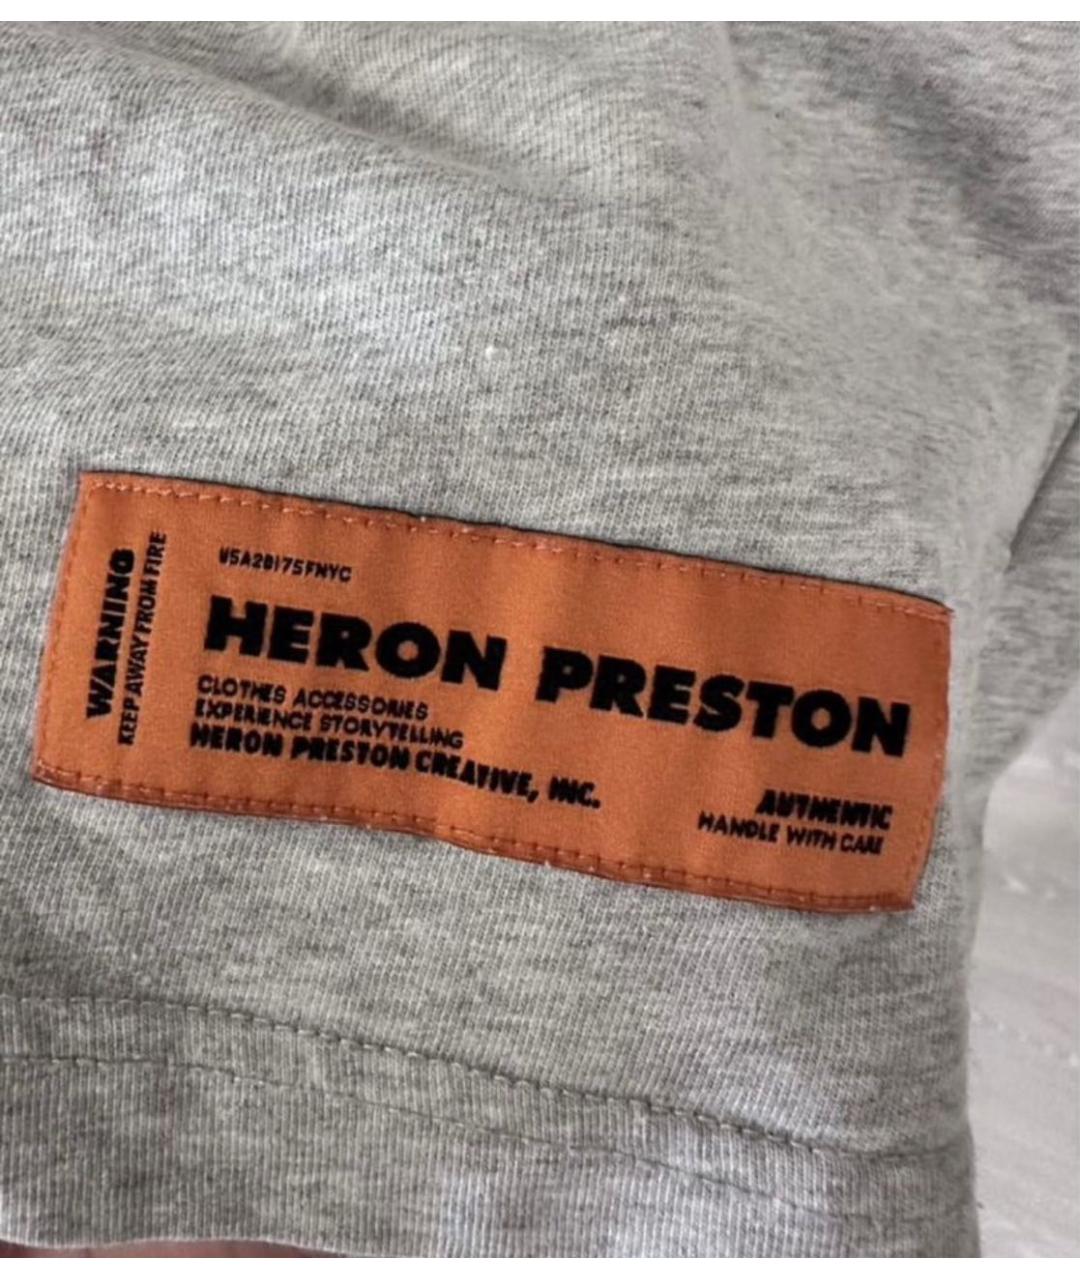 WARNING
KEEP AWAY FROM FIRE
USA20175FNYC
HERON PRESTON
CLOTHES ACCESSORIES
EXPERIENCE STORYTELLING
HERON PRESTON CREATIVE, INC.
AUTHENTIC
HANDLE WITH CARE